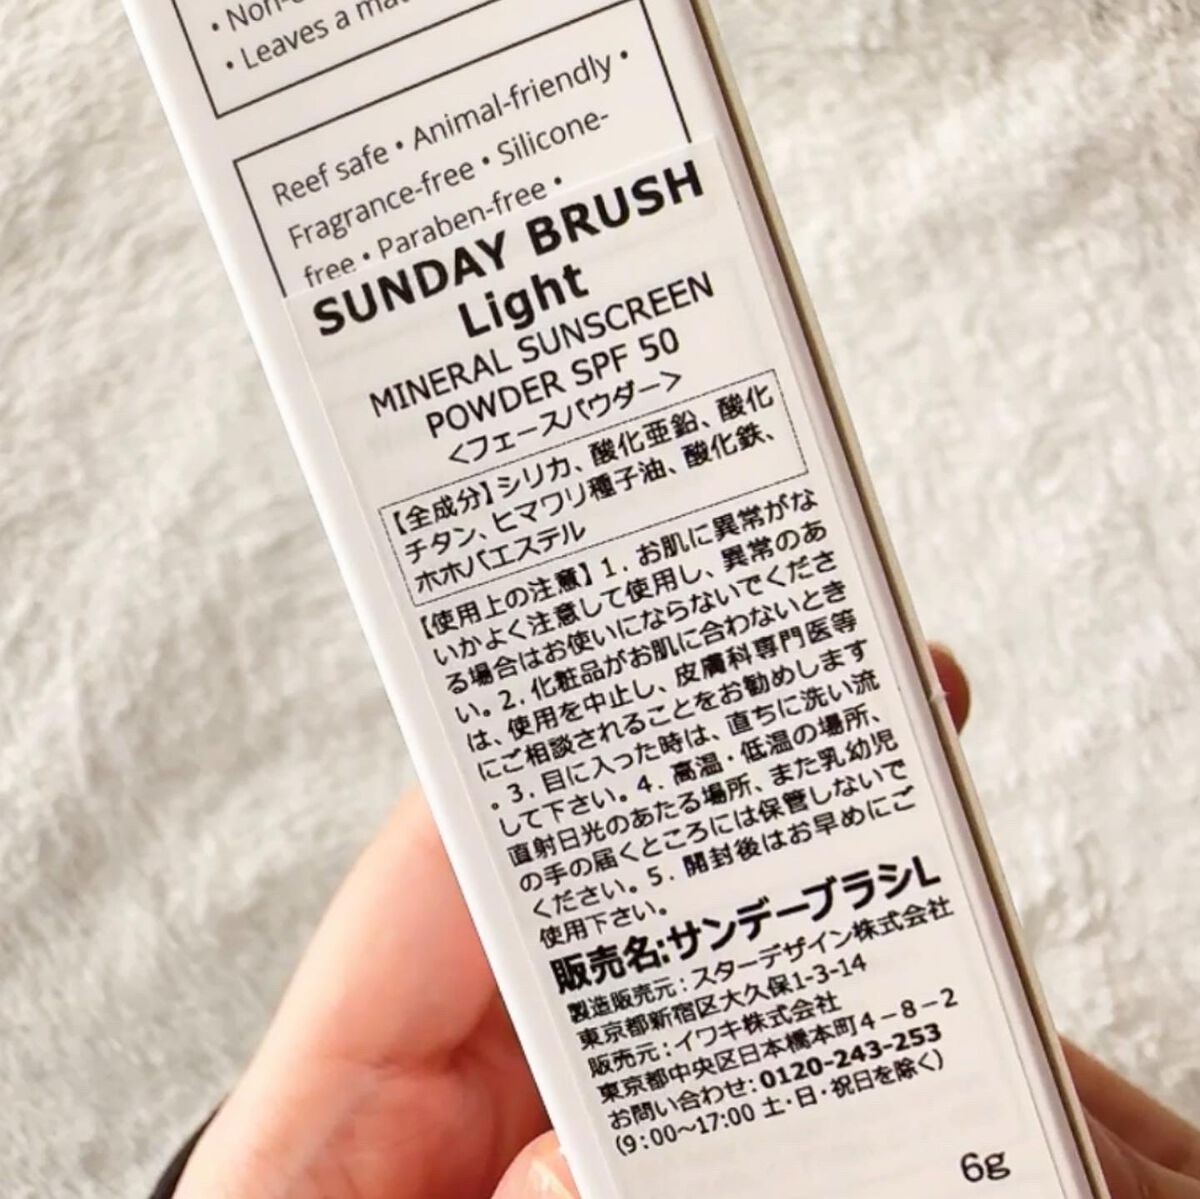 • Non-
• Leaves a mat
Reef safe • Animal-friendly •
Fragrance-free • Silicone-
free • Paraben-free •
SUNDAY BRUSH
Light
MINERAL SUNSCREEN
POWDER SPF 50
<フェースパウダー>
【全成分】シリカ、酸化亜鉛、酸化
チタン、ヒマワリ種子油、酸化鉄、
ホホバエステル
【使用上の注意】1. お肌に異常がな
いかよく注意して使用し、異常のあ
る場合はお使いにならないでくださ
い。2. 化粧品がお肌に合わないとき
は、使用を中止し、皮膚科専門医等
にご相談されることをお勧めします
。3. 目に入った時は、直ちに洗い流
して下さい。4. 高温・低温の場所、
直射日光のあたる場所、また乳幼児
の手の届くところには保管しないで
ください。5. 開封後はお早めにご
使用下さい。
販売名:サンデーブラシL
製造販売元:スターデザイン株式会社
東京都新宿区大久保1-3-14
販売元:イワキ株式会社
東京都中央区日本橋本町4-8-2
お問い合わせ:0120-243-253
(9:00~17:00 土・日・祝日を除く)
6g